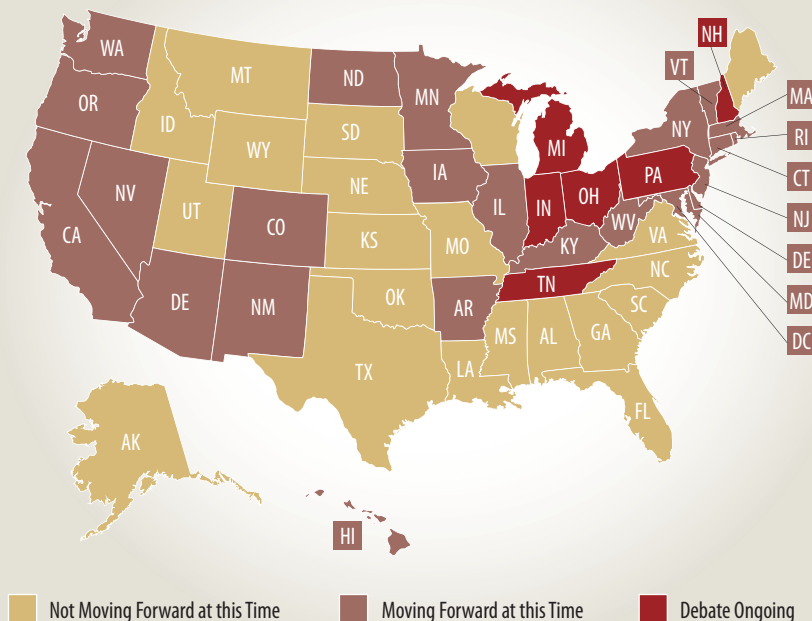 NH
WA
VT
MT
ND
MN
MA
OR
ID
SD
NY
RI
WY
MI
CT
IA
PA
NE
NV
UT
IL
IN
OH
NJ
CO
WV
CA
KS
MO
VA
KY
DE
NC
TN
DE
NM
OK
AR
SC
MD
MS
AL
GA
DC
TX
LA
FL
AK
HI
Not Moving Forward at this Time
Moving Forward at this Time
Debate Ongoing